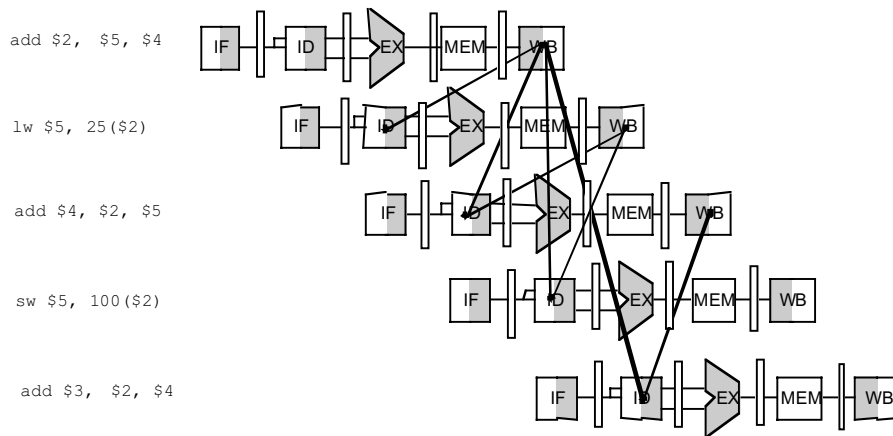 add $2, $5, $4 IF ID EX MEM WB
lw $5, 25($2) IF ID EX MEM WB
add $4, $2, $5 IF ID EX MEM WB
sw $5, 100($2) IF ID EX MEM WB
add $3, $2, $4 IF ID EX MEM WB